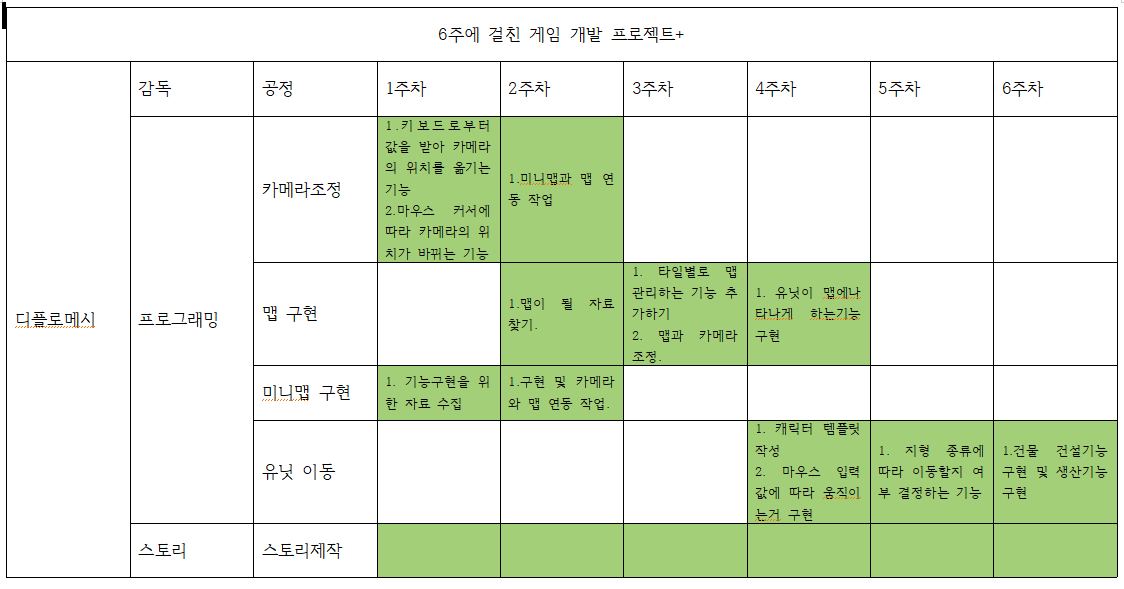 6주에 걸친 게임 개발 프로젝트+
감독
공정
1주차
2주차
3주차
4주차
5주차
6주차
디플로메시
프로그래밍
카메라조정
1.키보드로부터
값을 받아 카메라
의 위치를 옮기는
기능
2.마우스 커서에
따라 카메라의 위
치가 바뀌는 기능
1.미니맵과 맵 연
동 작업
맵 구현
1.맵이 될 자료
찾기.
1. 타일별로 맵
관리하는 기능 추
가하기
2. 맵과 카메라
조정.
1. 유닛이 맵에나
타나게 하는기능
구현
미니맵 구현
1. 기능구현을 위
한 자료 수집
1.구현 및 카메라
와 맵 연동 작업.
유닛 이동
1. 캐릭터 템플릿
작성
2. 마우스 입력
값에 따라 움직이
는거 구현
1. 지형 종류에
따라 이동할지 여
부 결정하는 기능
1.건물 건설기능
구현 및 생산기능
구현
스토리
스토리제작